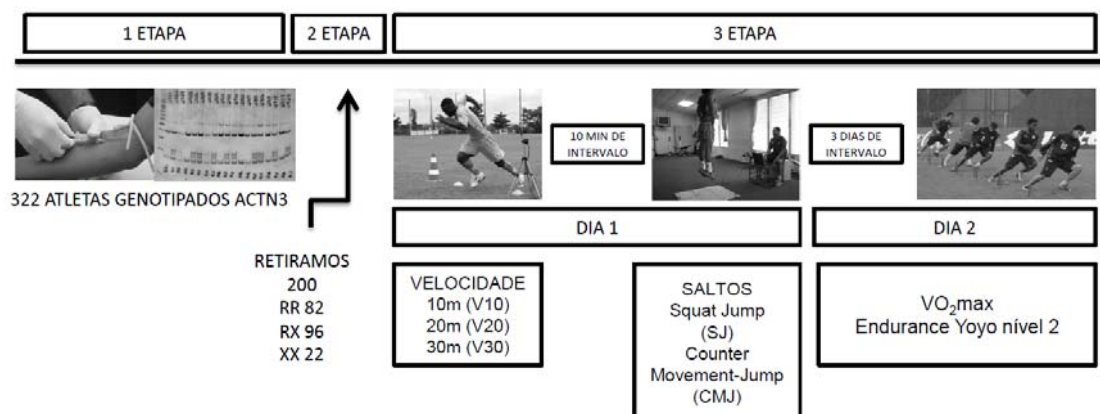 1 ETAPA
2 ETAPA
3 ETAPA
322 ATLETAS GENOTIPADOS ACTN3
RETIRAMOS
200
RR 82
RX 96
XX 22
10 MIN DE
INTERVALO
3 DIAS DE
INTERVALO
DIA 1
DIA 2
VELOCIDADE
10m (V10)
20m (V20)
30m (V30)
SALTOS
Squat Jump
(SJ)
Counter
Movement-Jump
(CMJ)
VO₂max
Endurance Yoyo nível 2